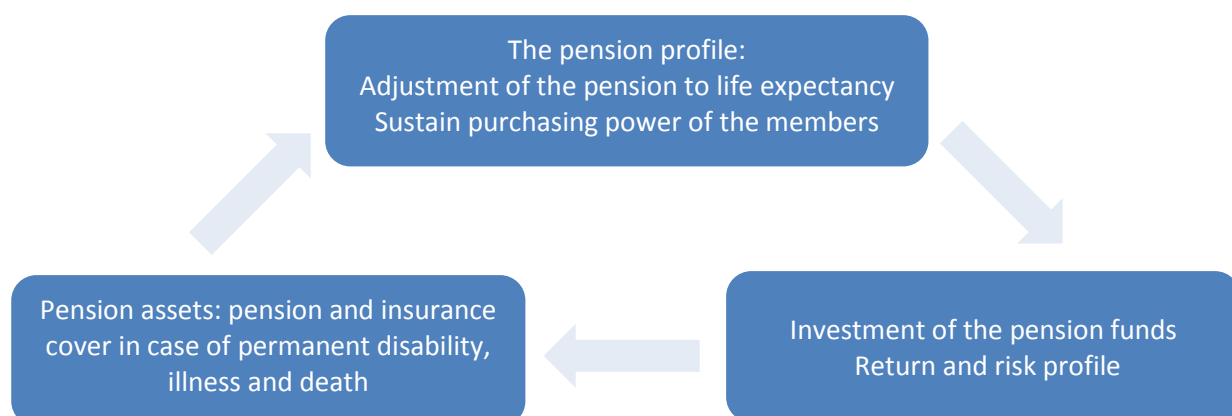 The pension profile:
Adjustment of the pension to life expectancy
Sustain purchasing power of the members
Pension assets: pension and insurance
cover in case of permanent disability,
illness and death
Investment of the pension funds
Return and risk profile